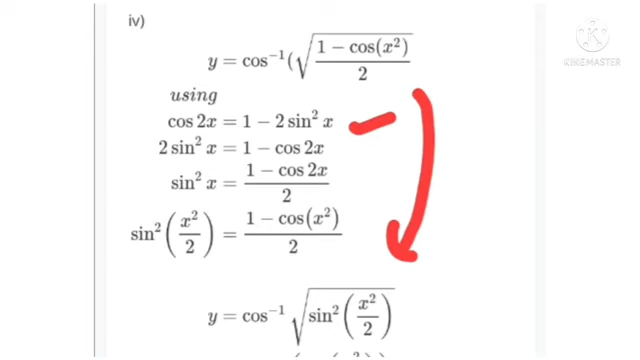 iv)
K
KINEMASTER
y = cos⁻¹(√((1 − cos(x²))/2)
using
cos 2x = 1 − 2 sin² x
2 sin² x = 1 − cos 2x
sin² x = (1 − cos 2x)/2
sin²(x²/2) = (1 − cos(x²))/2
y = cos⁻¹ √(sin²(x²/2))